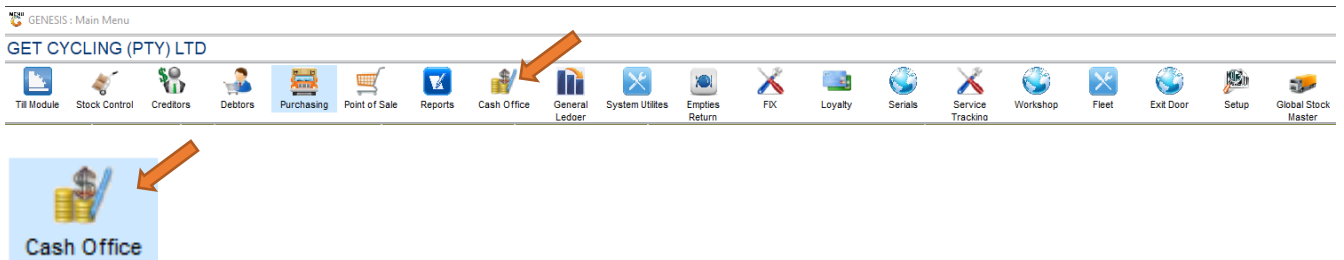 MENU
GENESIS : Main Menu
GET CYCLING (PTY) LTD
Till Module Stock Control Creditors Debtors Purchasing Point of Sale Reports Cash Office General Ledger System Utilites Empties Return FIX Loyalty Serials Service Tracking Workshop Fleet Exit Door Setup Global Stock Master
Cash Office